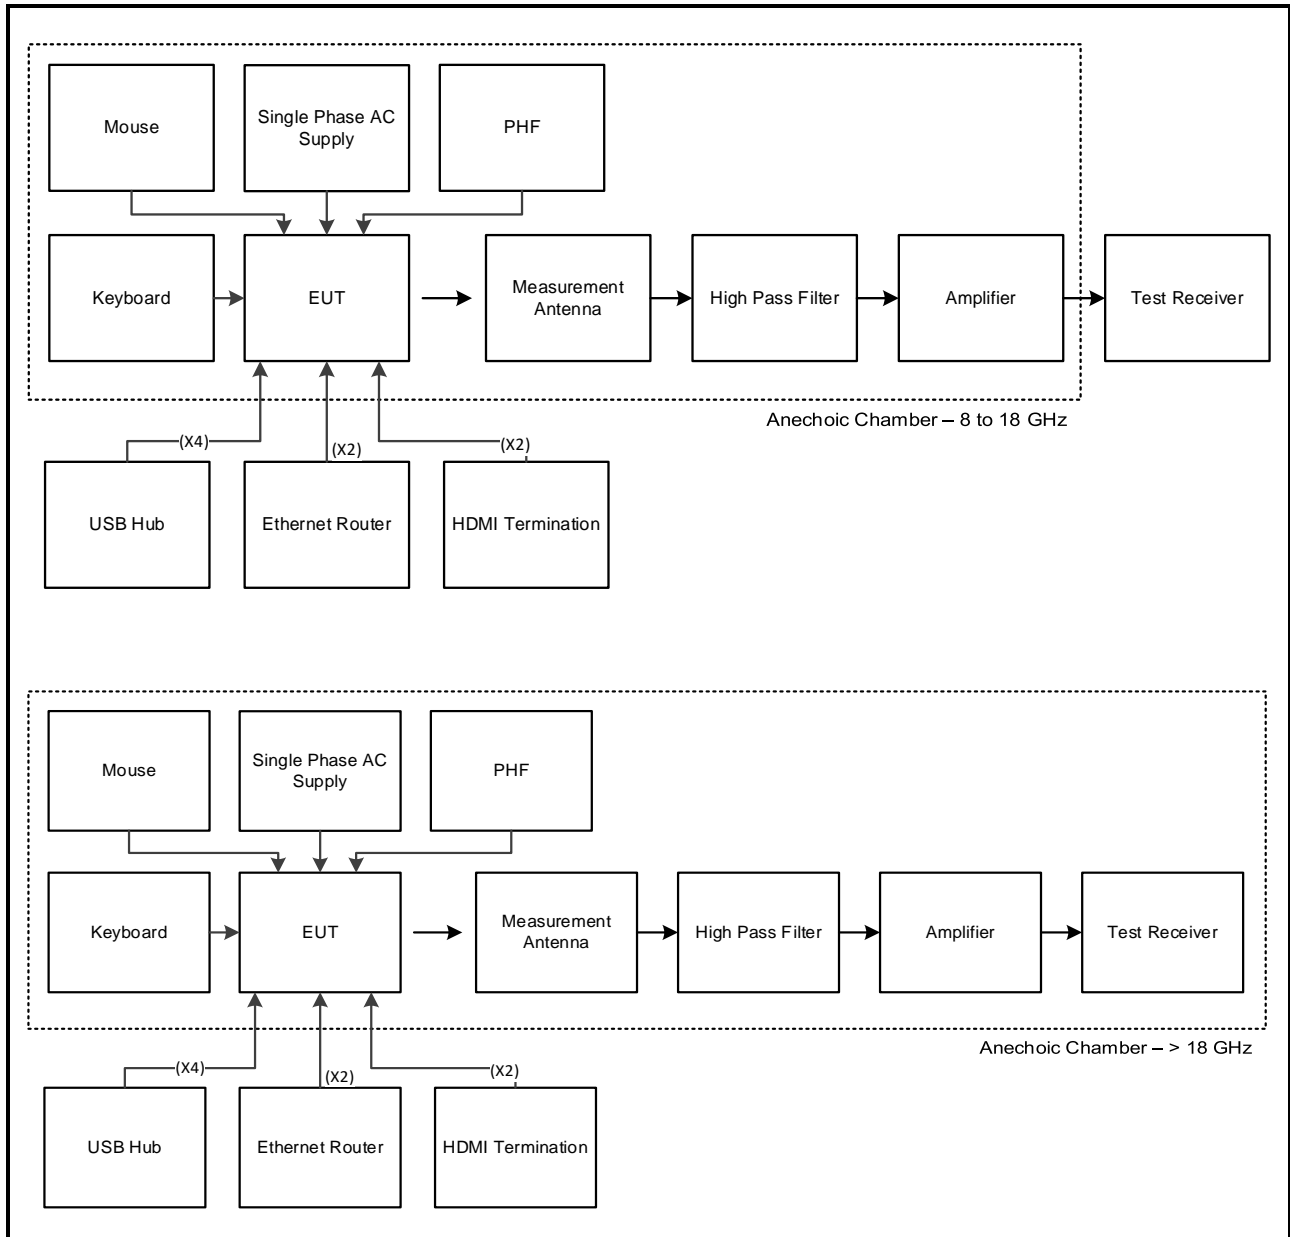 Mouse
Single Phase AC
Supply
PHF
Keyboard
EUT
Measurement
Antenna
High Pass Filter
Amplifier
Test Receiver
Anechoic Chamber – 8 to 18 GHz
(X4)
(X2)
(X2)
USB Hub
Ethernet Router
HDMI Termination
Mouse
Single Phase AC
Supply
PHF
Keyboard
EUT
Measurement
Antenna
High Pass Filter
Amplifier
Test Receiver
Anechoic Chamber – > 18 GHz
(X4)
(X2)
(X2)
USB Hub
Ethernet Router
HDMI Termination